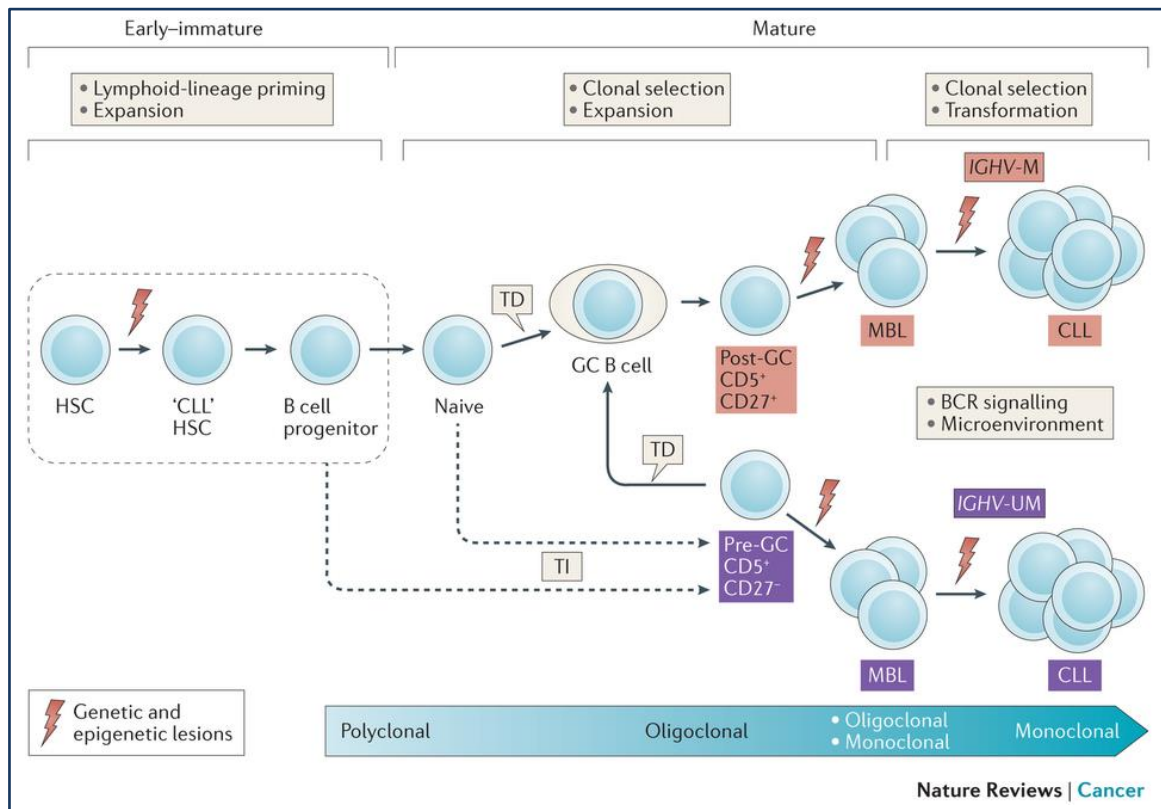 Early–immature
Mature
• Lymphoid-lineage priming
• Expansion
• Clonal selection
• Expansion
• Clonal selection
• Transformation
IGHV-M
TD
HSC
'CLL'
HSC
B cell
progenitor
Naive
GC B cell
Post-GC
CD5⁺
CD27⁺
MBL
CLL
• BCR signalling
• Microenvironment
TD
IGHV-UM
TI
Pre-GC
CD5⁺
CD27⁻
MBL
CLL
Genetic and
epigenetic lesions
Polyclonal
Oligoclonal
• Oligoclonal
• Monoclonal
Monoclonal
Nature Reviews | Cancer